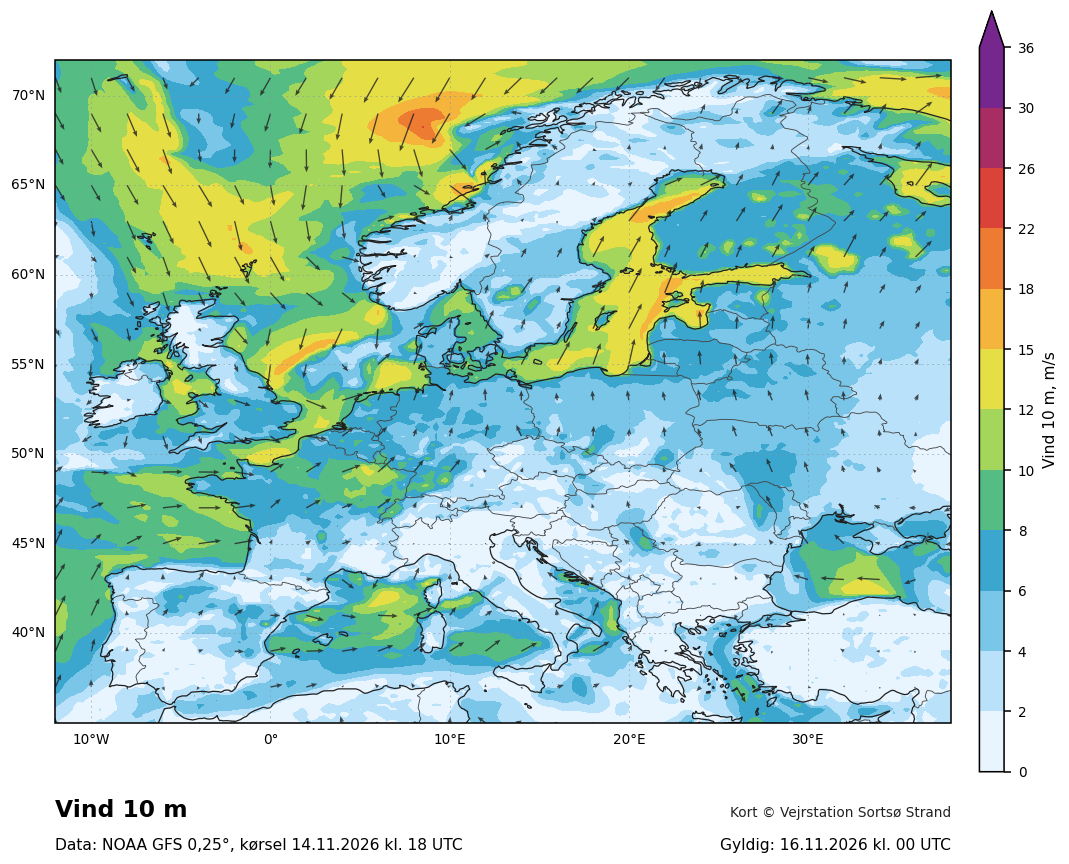 70°N
65°N
60°N
55°N
50°N
45°N
40°N
10°W 0° 10°E 20°E 30°E
36
30
26
22
18
15
12
10
8
6
4
2
0
Vind 10 m, m/s
Vind 10 m
Kort © Vejrstation Sortsø Strand
Data: NOAA GFS 0,25°, kørsel 14.11.2026 kl. 18 UTC
Gyldig: 16.11.2026 kl. 00 UTC